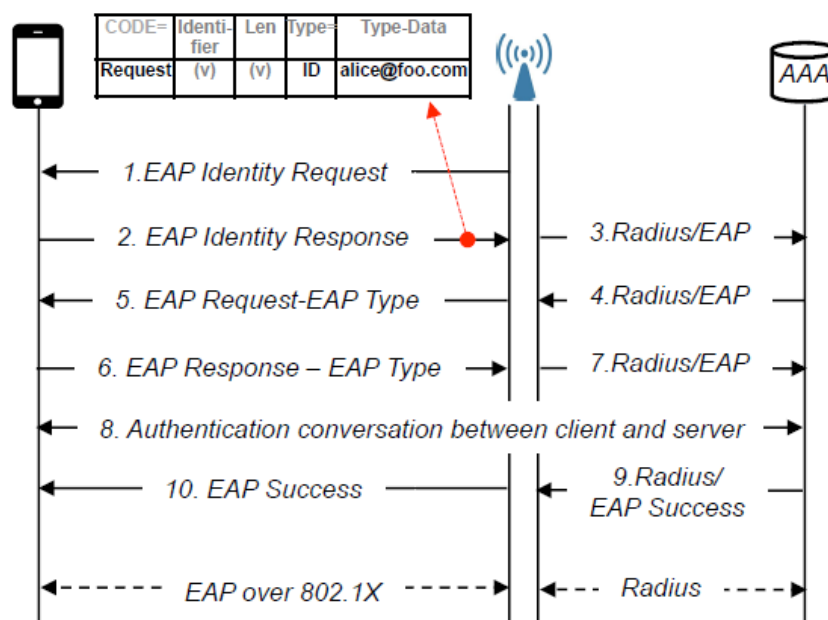 CODE= Identi-fier Len Type= Type-Data
Request (v) (v) ID alice@foo.com
AAA
1.EAP Identity Request
2. EAP Identity Response
3.Radius/EAP
5. EAP Request-EAP Type
4.Radius/EAP
6. EAP Response – EAP Type
7.Radius/EAP
8. Authentication conversation between client and server
10. EAP Success
9.Radius/
EAP Success
EAP over 802.1X
Radius